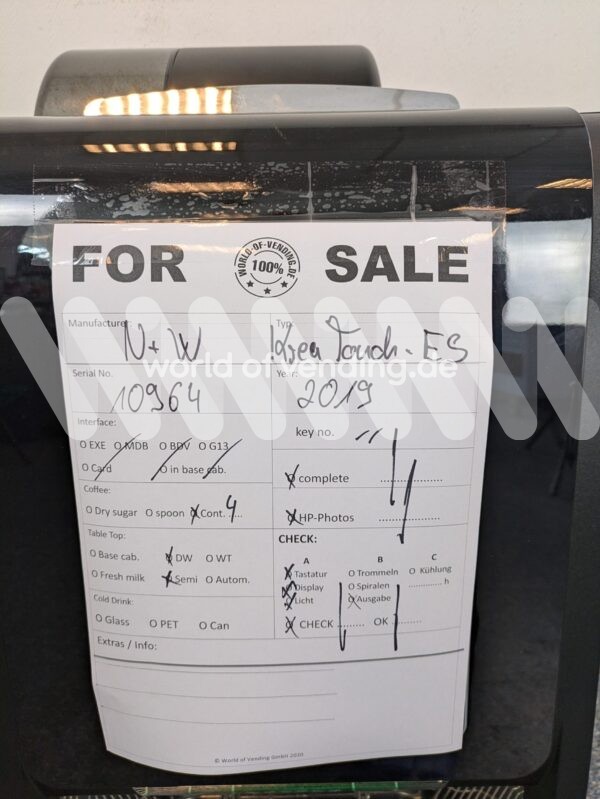 FOR WORLD-OF-VENDING.DE 100% SALE
Manufacturer Typ:
N+W Krea Touch - ES
world of vending.de
Serial No. Year:
10964 2019
Interface: key no.
O EXE O MDB O BDV O G13
O Card O in base cab. complete
Coffee:
O Dry sugar O spoon Cont. 4 HP-Photos
Table Top: CHECK:
A B C
O Base cab. DW O WT Tastatur O Trommeln O Kühlung
O Fresh milk Semi O Autom. Display O Spiralen h
Licht Ausgabe
Cold Drink:
O Glass O PET O Can CHECK OK
Extras / Info:
© World of Vending GmbH 2020